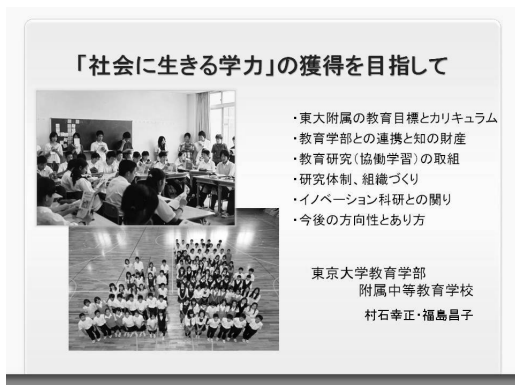 「社会に生きる学力」の獲得を目指して
・東大附属の教育目標とカリキュラム
・教育学部との連携と知の財産
・教育研究（協働学習）の取組
・研究体制、組織づくり
・イノベーション科研との関り
・今後の方向性とあり方
東京大学教育学部
附属中等教育学校
村石幸正・福島昌子